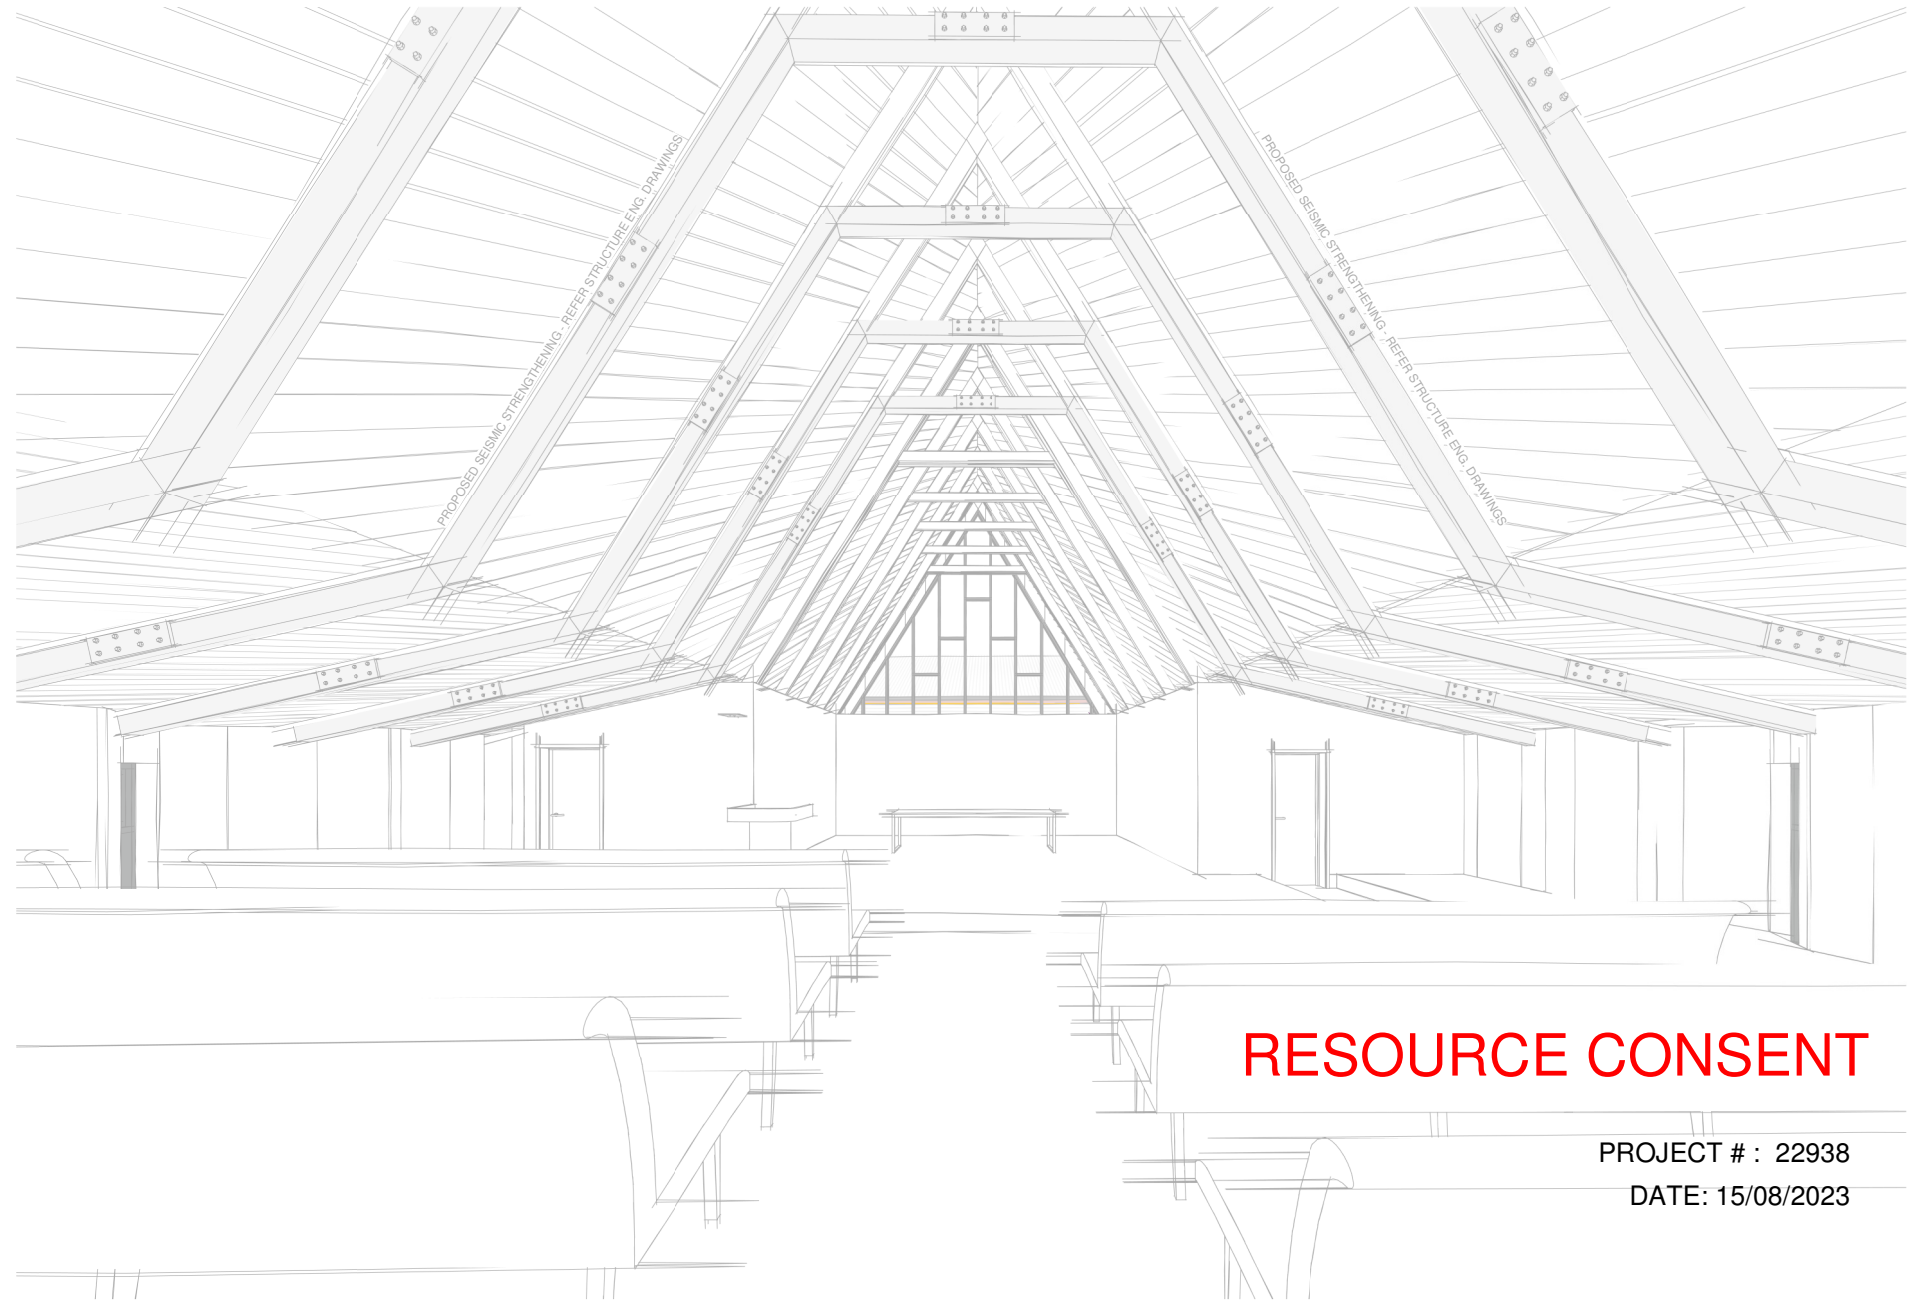 PROPOSED SEISMIC STRENGTHENING - REFER STRUCTURE ENG. DRAWINGS
PROPOSED SEISMIC STRENGTHENING - REFER STRUCTURE ENG. DRAWINGS
RESOURCE CONSENT
PROJECT # : 22938
DATE: 15/08/2023